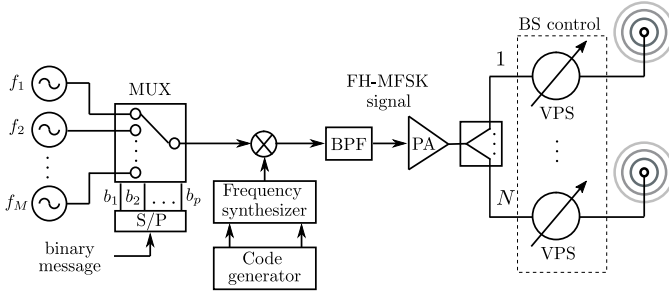 BS control
f1
MUX
FH-MFSK
signal
1
VPS
f2
BPF
PA
fM
b1 b2 ... bp
S/P
Frequency
synthesizer
N
VPS
binary
message
Code
generator